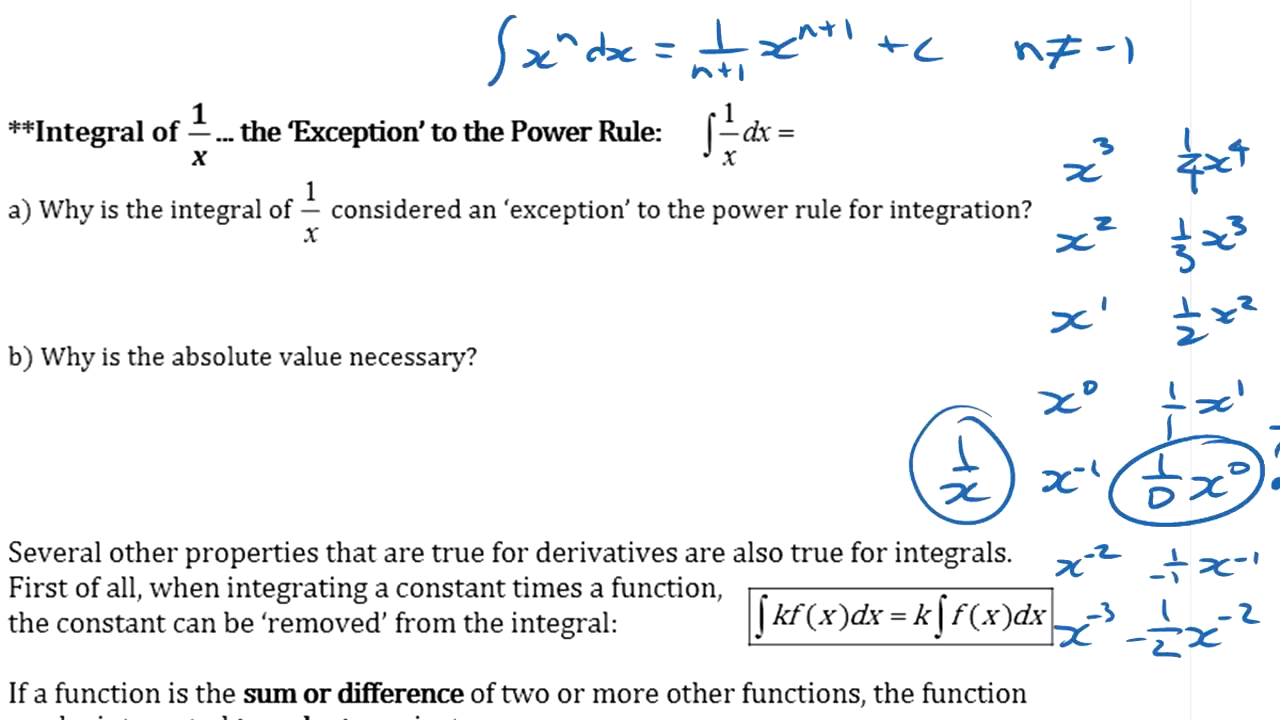 ∫ xⁿ dx = 1/(n+1) xⁿ⁺¹ + C   n ≠ -1
**Integral of 1/x ... the ‘Exception’ to the Power Rule:   ∫ 1/x dx =
x³   1/4 x⁴
a) Why is the integral of 1/x considered an ‘exception’ to the power rule for integration?
x²   1/3 x³
x¹   1/2 x²
b) Why is the absolute value necessary?
x⁰   1/1 x¹
1/x   x⁻¹   1/0 x⁰
Several other properties that are true for derivatives are also true for integrals.
x⁻²   1/-1 x⁻¹
First of all, when integrating a constant times a function,
the constant can be ‘removed’ from the integral:   ∫ kf(x)dx = k∫ f(x)dx
x⁻³   -1/2 x⁻²
If a function is the sum or difference of two or more other functions, the function